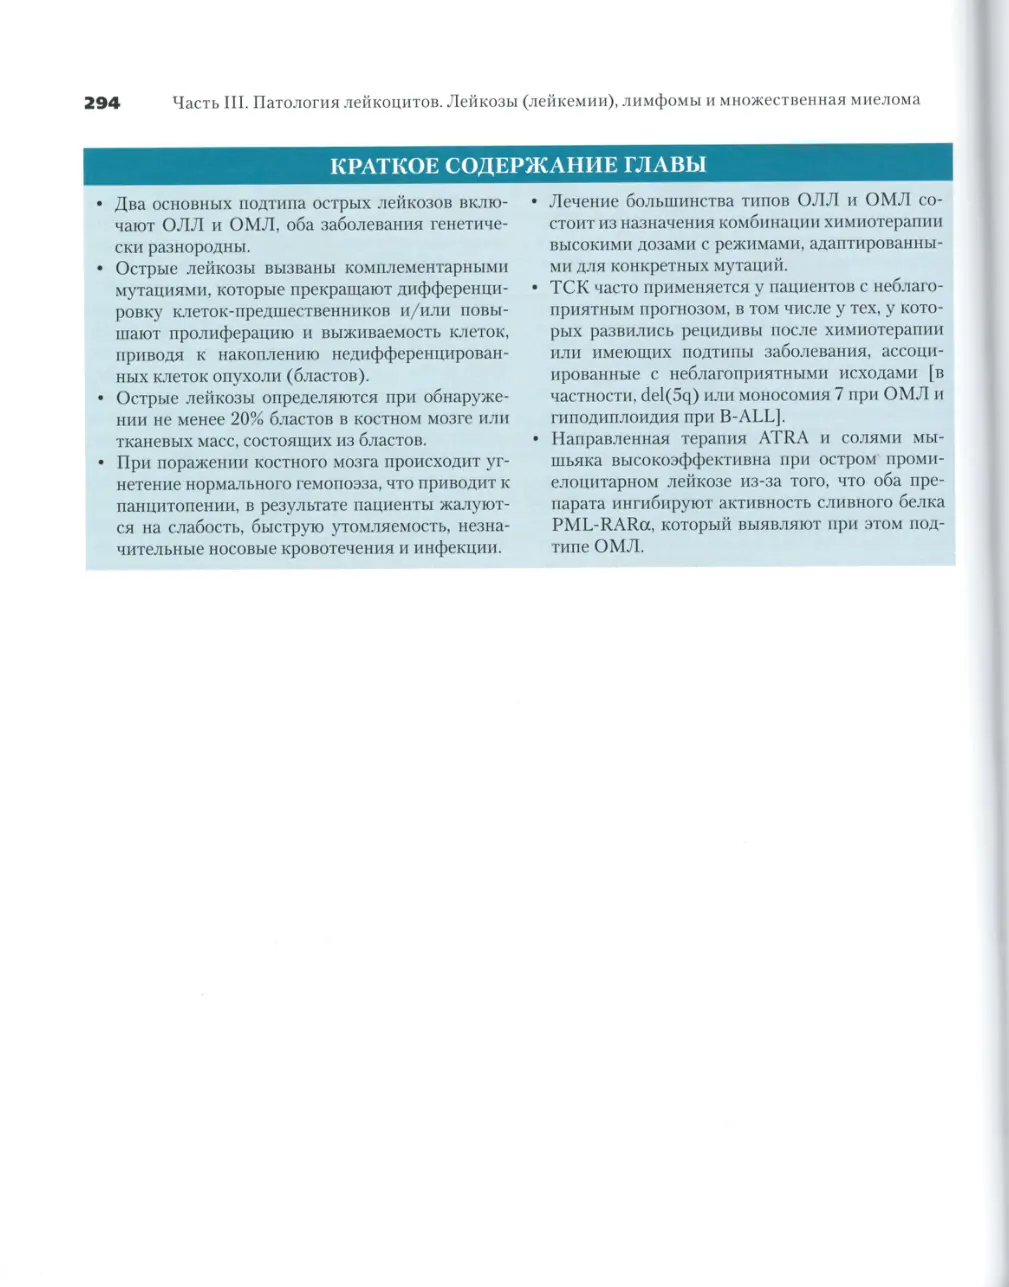 294 Часть III. Патология лейкоцитов. Лейкозы (лейкемии), лимфомы и множественная миелома
КРАТКОЕ СОДЕРЖАНИЕ ГЛАВЫ
• Два основных подтипа острых лейкозов вклю-
чают ОЛЛ и ОМЛ, оба заболевания генетиче-
ски разнородны.
• Острые лейкозы вызваны комплементарными
мутациями, которые прекращают дифференци-
ровку клеток-предшественников и/или повы-
шают пролиферацию и выживаемость клеток,
приводя к накоплению недифференцирован-
ных клеток опухоли (бластов).
• Острые лейкозы определяются при обнаруже-
нии не менее 20% бластов в костном мозге или
тканевых масс, состоящих из бластов.
• При поражении костного мозга происходит уг-
нетение нормального гемопоэза, что приводит к
панцитопении, в результате пациенты жалуют-
ся на слабость, быструю утомляемость, незна-
чительные носовые кровотечения и инфекции.
• Лечение большинства типов ОЛЛ и ОМЛ со-
стоит из назначения комбинации химиотерапии
высокими дозами с режимами, адаптированны-
ми для конкретных мутаций.
• ТСК часто применяется у пациентов с неблаго-
приятным прогнозом, в том числе у тех, у кото-
рых развились рецидивы после химиотерапии
или имеющих подтипы заболевания, ассоци-
ированные с неблагоприятными исходами [в
частности, del(5q) или моносомия 7 при ОМЛ и
гиподиплоидия при B-ALL].
• Направленная терапия ATRA и солями мы-
шьяка высокоэффективна при остром проми-
елоцитарном лейкозе из-за того, что оба пре-
парата ингибируют активность сливного белка
PML-RARα, который выявляют при этом под-
типе ОМЛ.